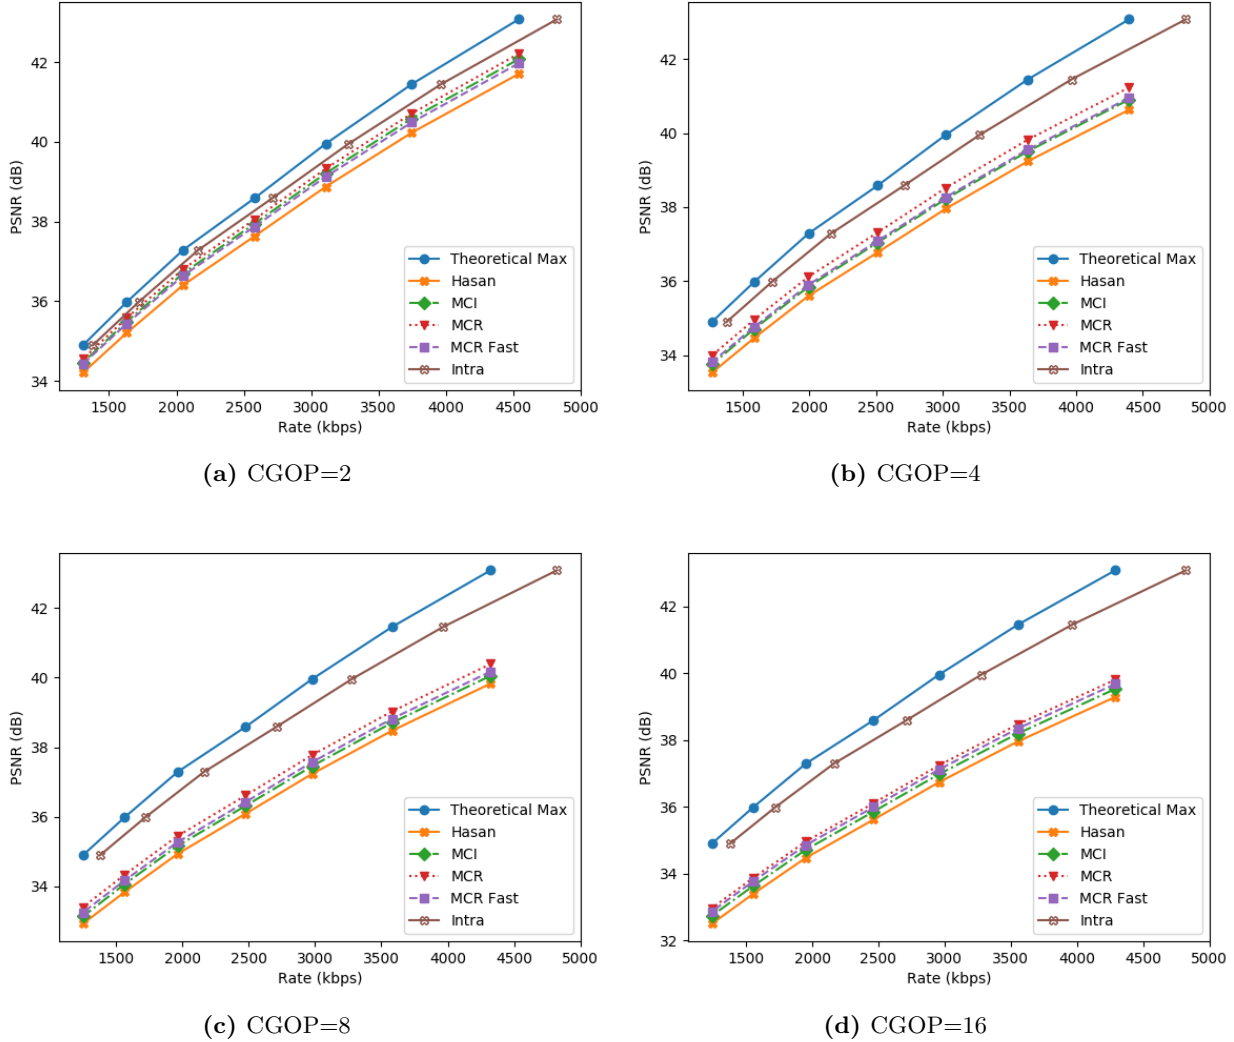 42
40
38
36
34
PSNR (dB)
1500 2000 2500 3000 3500 4000 4500 5000
Rate (kbps)
Theoretical Max
Hasan
MCI
MCR
MCR Fast
Intra
(a) CGOP=2
42
40
38
36
34
PSNR (dB)
1500 2000 2500 3000 3500 4000 4500 5000
Rate (kbps)
Theoretical Max
Hasan
MCI
MCR
MCR Fast
Intra
(b) CGOP=4
42
40
38
36
34
PSNR (dB)
1500 2000 2500 3000 3500 4000 4500 5000
Rate (kbps)
Theoretical Max
Hasan
MCI
MCR
MCR Fast
Intra
(c) CGOP=8
42
40
38
36
34
32
PSNR (dB)
1500 2000 2500 3000 3500 4000 4500 5000
Rate (kbps)
Theoretical Max
Hasan
MCI
MCR
MCR Fast
Intra
(d) CGOP=16